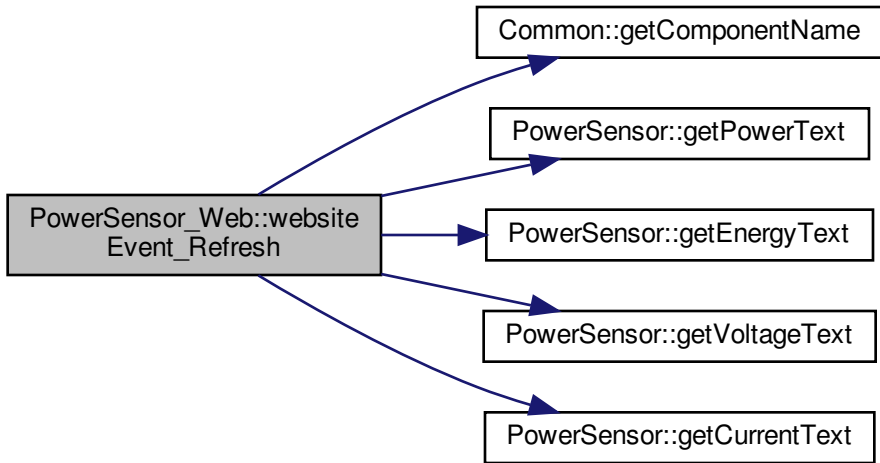 Common::getComponentName
PowerSensor::getPowerText
PowerSensor_Web::website
Event_Refresh
PowerSensor::getEnergyText
PowerSensor::getVoltageText
PowerSensor::getCurrentText